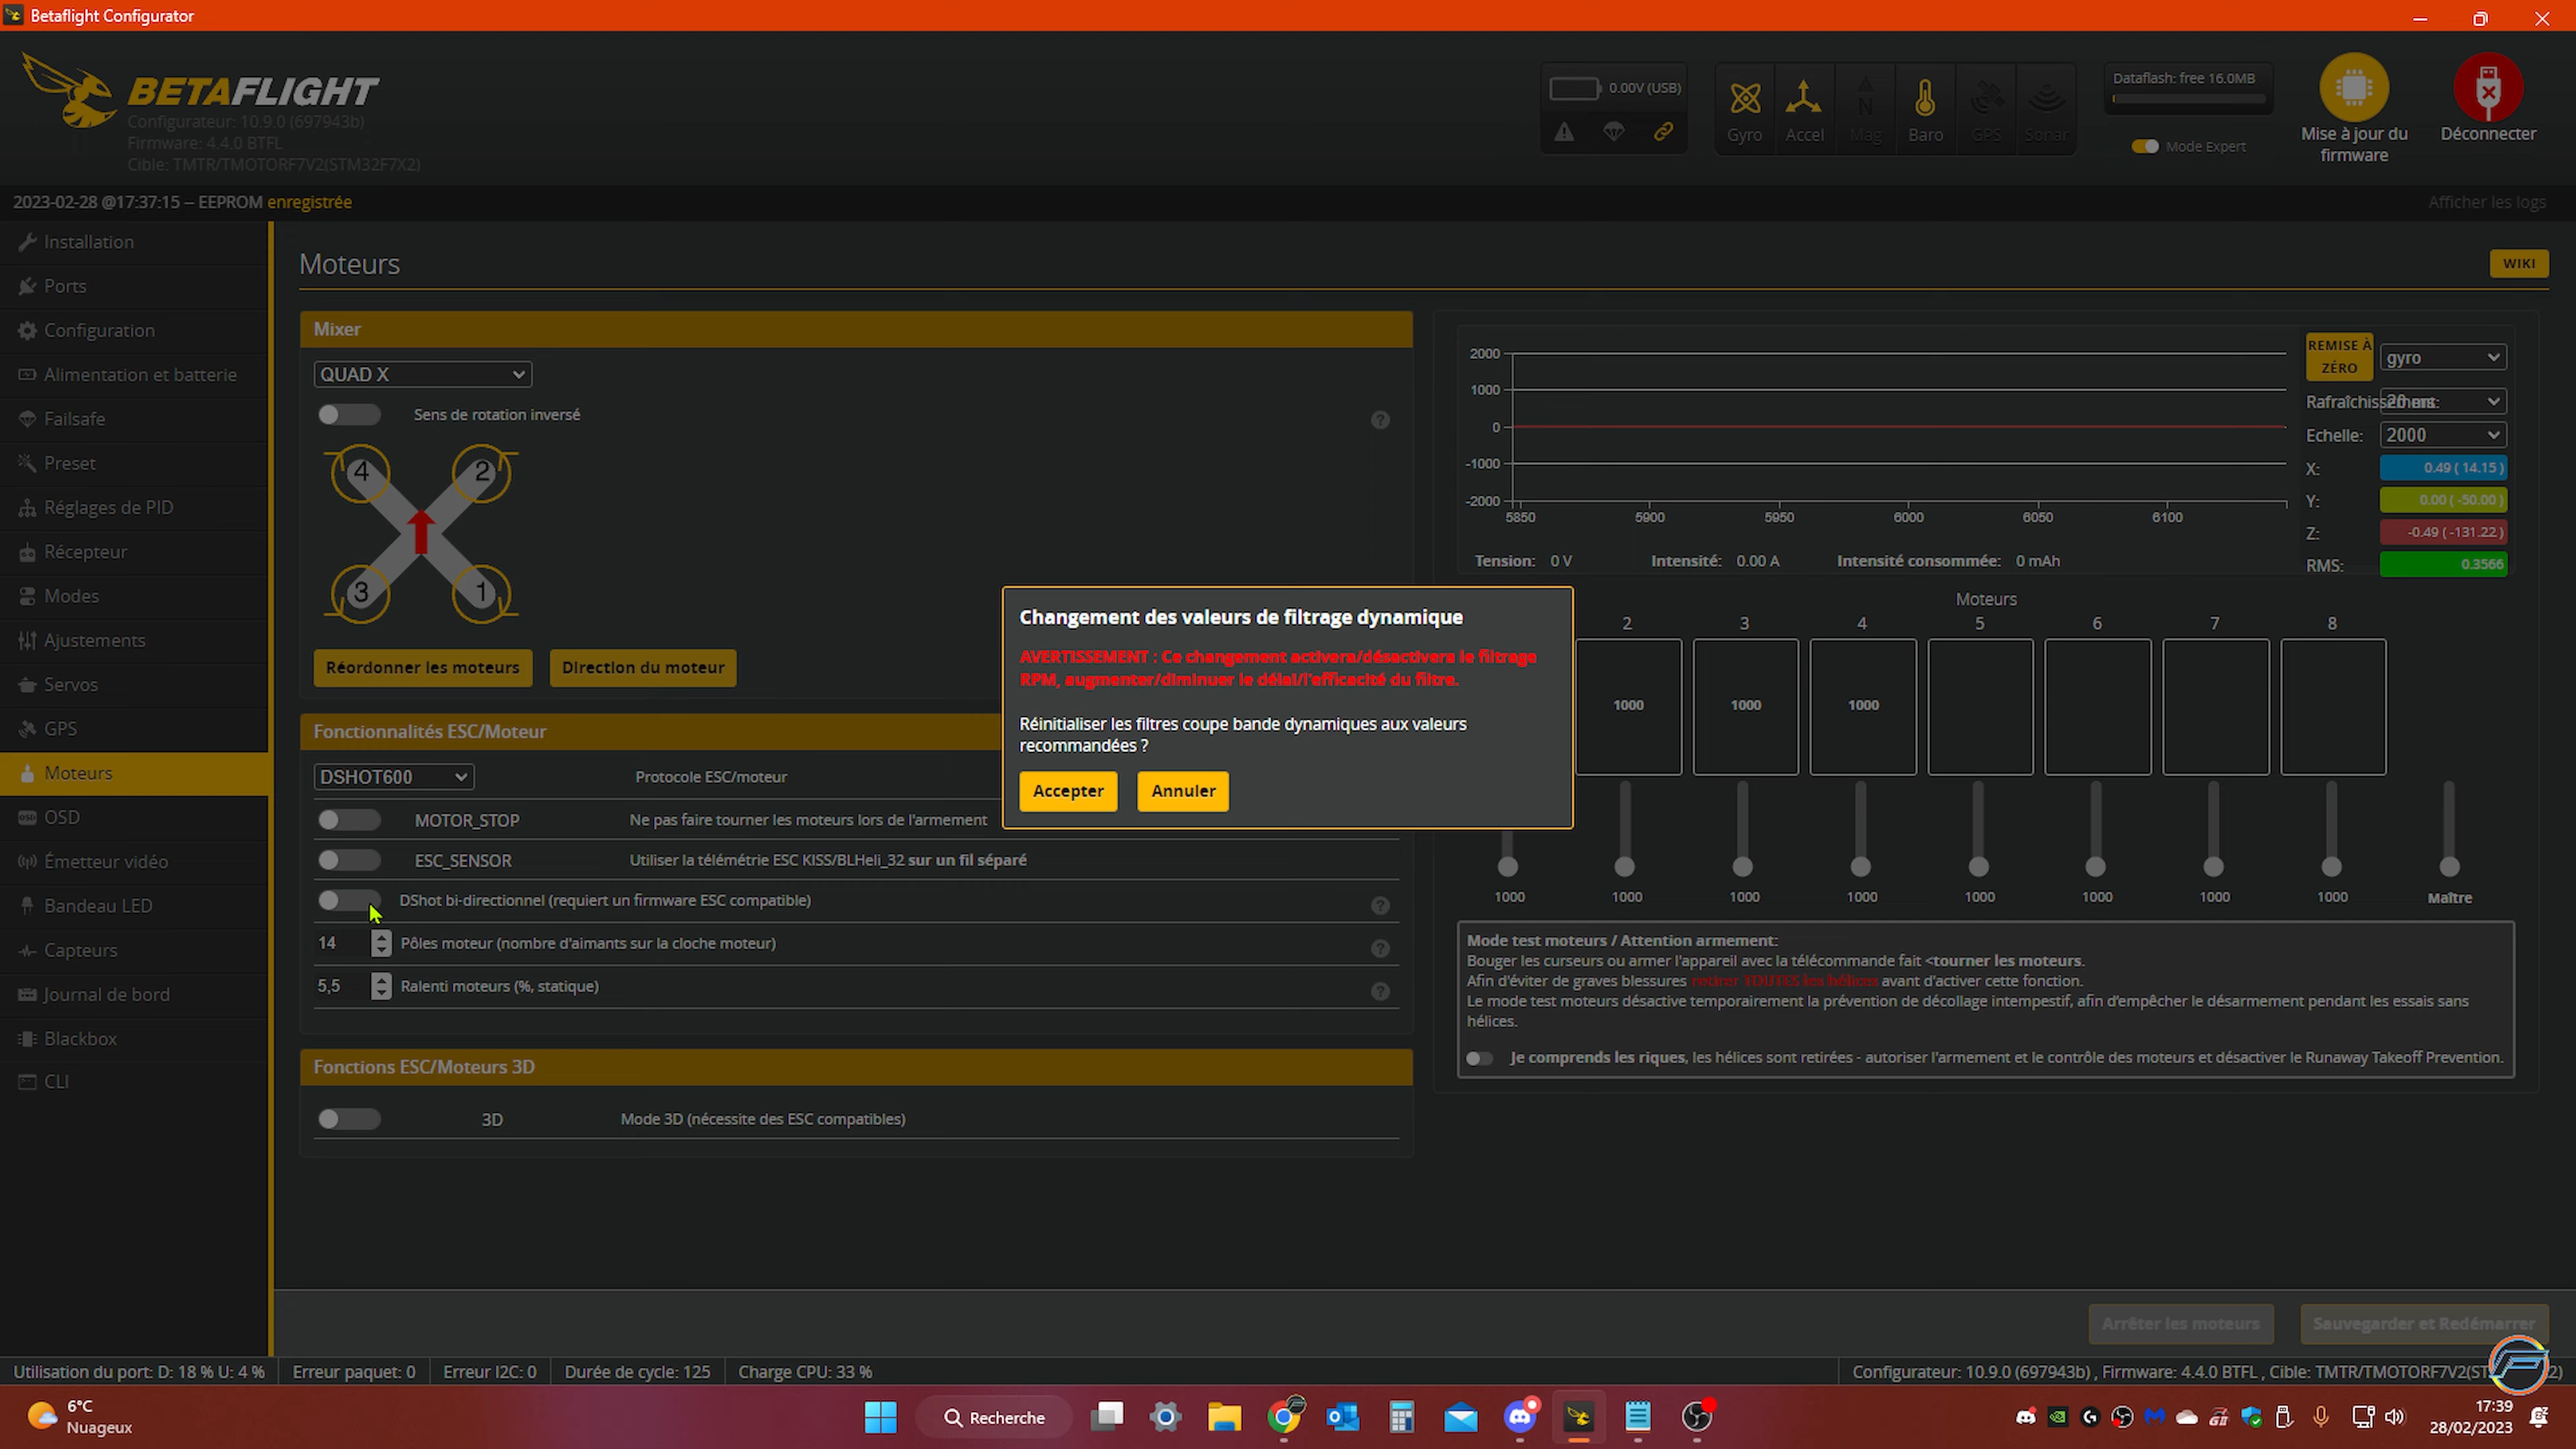 Betaflight Configurator
BETAFLIGHT
Configurateur: 10.9.0 (697943b)
Firmware: 4.4.0 BTFL
Cible: TMTR/TMOTORF7V2(STM32F7X2)
0.00V (USB)
Gyro
Accel
Mag
Baro
GPS
Sonar
Dataflash: free 16.0MB
Mode Expert
Mise à jour du
firmware
Déconnecter
2023-02-28 @17:37:15 -- EEPROM enregistrée
Afficher les logs
Installation
Ports
Configuration
Alimentation et batterie
Failsafe
Preset
Réglages de PID
Récepteur
Modes
Ajustements
Servos
GPS
Moteurs
OSD
Émetteur vidéo
Bandeau LED
Capteurs
Journal de bord
Blackbox
CLI
Moteurs
WIKI
Mixer
QUAD X
Sens de rotation inversé
4
2
3
1
Réordonner les moteurs
Direction du moteur
Fonctionnalités ESC/Moteur
DSHOT600
Protocole ESC/moteur
MOTOR_STOP
Ne pas faire tourner les moteurs lors de l'armement
ESC_SENSOR
Utiliser la télémétrie ESC KISS/BLHeli_32 sur un fil séparé
DShot bi-directionnel (requiert un firmware ESC compatible)
14
Pôles moteur (nombre d'aimants sur la cloche moteur)
5,5
Ralenti moteurs (%, statique)
Fonctions ESC/Moteurs 3D
3D
Mode 3D (nécessite des ESC compatibles)
Changement des valeurs de filtrage dynamique
AVERTISSEMENT : Ce changement activera/désactivera le filtrage
RPM, augmenter/diminuer le délai/l'efficacité du filtre.
Réinitialiser les filtres coupe bande dynamiques aux valeurs
recommandées ?
Accepter
Annuler
2000
1000
0
-1000
-2000
5850
5900
5950
6000
6050
6100
REMISE À
ZÉRO
gyro
Rafraîchissement:
20 ms
Echelle:
2000
X:
0.49 ( 14.15 )
Y:
0.00 ( -50.00 )
Z:
-0.49 ( -131.22 )
RMS:
0.3566
Tension: 0 V
Intensité: 0.00 A
Intensité consommée: 0 mAh
Moteurs
2 3 4 5 6 7 8
1000 1000 1000
1000 1000 1000 1000 1000 1000 1000 1000 Maître
Mode test moteurs / Attention armement:
Bouger les curseurs ou armer l'appareil avec la télécommande fait <tourner les moteurs.
Afin d'éviter de graves blessures retirer TOUTES les hélices avant d'activer cette fonction.
Le mode test moteurs désactive temporairement la prévention de décollage intempestif, afin d'empêcher le désarmement pendant les essais sans
hélices.
Je comprends les riques, les hélices sont retirées - autoriser l'armement et le contrôle des moteurs et désactiver le Runaway Takeoff Prevention.
Arrêter les moteurs
Sauvegarder et Redémarrer
Utilisation du port: D: 18 % U: 4 %
Erreur paquet: 0
Erreur I2C: 0
Durée de cycle: 125
Charge CPU: 33 %
Configurateur: 10.9.0 (697943b) , Firmware: 4.4.0 BTFL , Cible: TMTR/TMOTORF7V2(ST
6°C
Nuageux
Recherche
17:39
28/02/2023